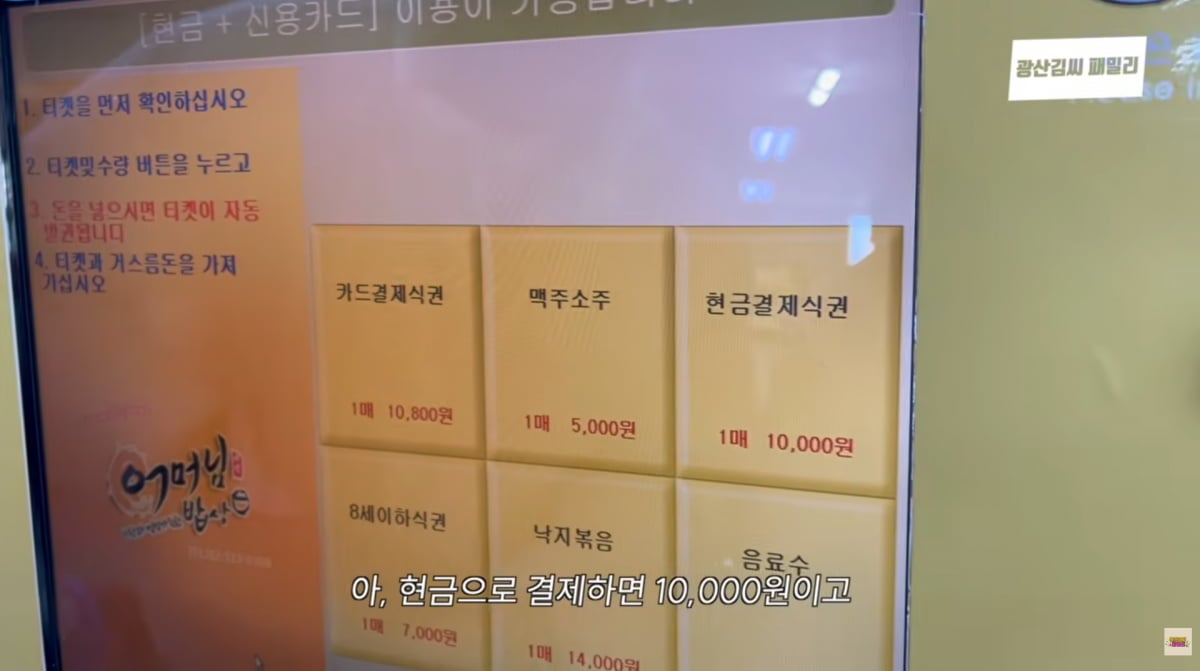 [현금 + 신용카드] 이용이 가능합니다
광산김씨 패밀리
1. 티켓을 먼저 확인하십시오
2. 티켓및수량 버튼을 누르고
3. 돈을 넣으시면 티켓이 자동
발권됩니다
4. 티켓과 거스름돈을 가져
가십시오
카드결제식권
1매 10,800원
맥주소주
1매 5,000원
현금결제식권
1매 10,000원
어머님
밥상
8세이하식권
1매 7,000원
낙지볶음
1매 14,000원
음료수
아, 현금으로 결제하면 10,000원이고